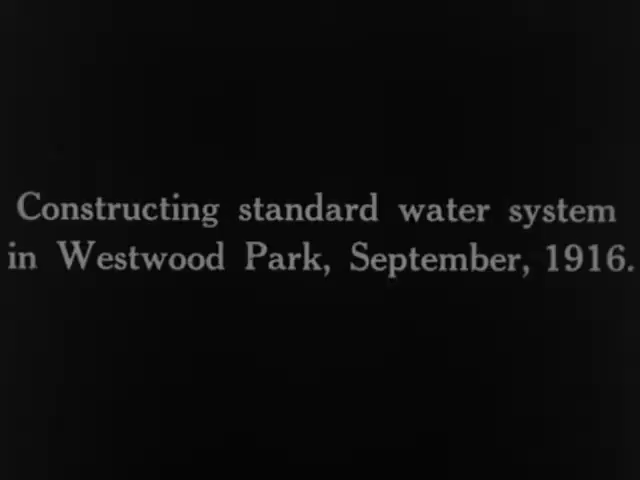 Constructing standard water system
in Westwood Park, September, 1916.